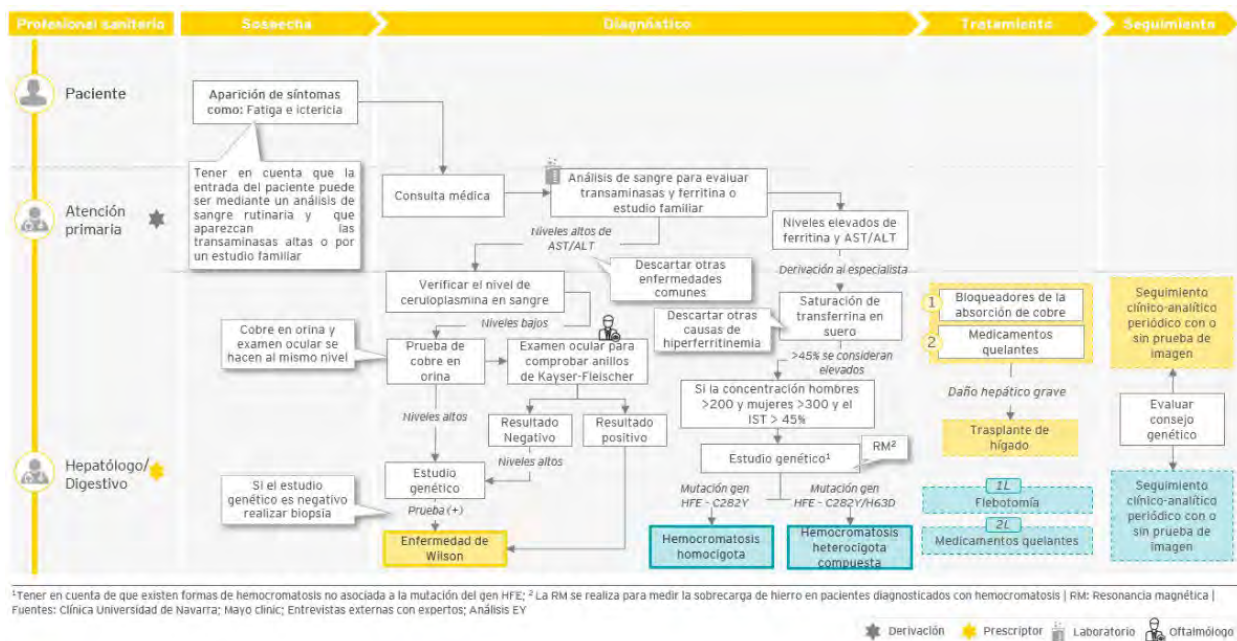 Profesional sanitario
Sospecha
Diagnóstico
Tratamiento
Seguimiento
Paciente
Aparición de síntomas
como: Fatiga e ictericia
Tener en cuenta que la
entrada del paciente puede
ser mediante un análisis de
sangre rutinaria y que
aparezcan las
transaminasas altas o por
un estudio familiar
Atención
primaria
Consulta médica
Análisis de sangre para evaluar
transaminasas y ferritina o
estudio familiar
Niveles altos de
AST/ALT
Niveles elevados de
ferritina y AST/ALT
Descartar otras
enfermedades
comunes
Derivación al especialista
Verificar el nivel de
ceruloplasmina en sangre
Niveles bajos
Cobre en orina y
examen ocular se
hacen al mismo nivel
Prueba de
cobre en
orina
Examen ocular para
comprobar anillos
de Kayser-Fleischer
Descartar otras
causas de
hiperferritinemia
Saturación de
transferrina en
suero
>45% se consideran
elevados
Niveles altos
Resultado
Negativo
Resultado
positivo
Niveles altos
Si la concentración hombres
>200 y mujeres >300 y el
IST > 45%
Hepatólogo/
Digestivo
Si el estudio
genético es negativo
realizar biopsía
Estudio
genético
Prueba (+)
Enfermedad de
Wilson
Estudio genético¹
RM²
Mutación gen
HFE - C282Y
Mutación gen
HFE - C282Y/H63D
Hemocromatosis
homocigota
Hemocromatosis
heterocigota
compuesta
1
Bloqueadores de la
absorción de cobre
2
Medicamentos
quelantes
Daño hepático grave
Trasplante de
hígado
1L
Flebotomía
2L
Medicamentos quelantes
Seguimiento
clínico-analítico
periódico con o
sin prueba de
imagen
Evaluar
consejo
genético
Seguimiento
clínico-analítico
periódico con o
sin prueba de
imagen
¹Tener en cuenta de que existen formas de hemocromatosis no asociada a la mutación del gen HFE; ² La RM se realiza para medir la sobrecarga de hierro en pacientes diagnosticados con hemocromatosis | RM: Resonancia magnética |
Fuentes: Clínica Universidad de Navarra; Mayo clinic; Entrevistas externas con expertos; Análisis EY
Derivación
Prescriptor
Laboratorio
Oftalmólogo